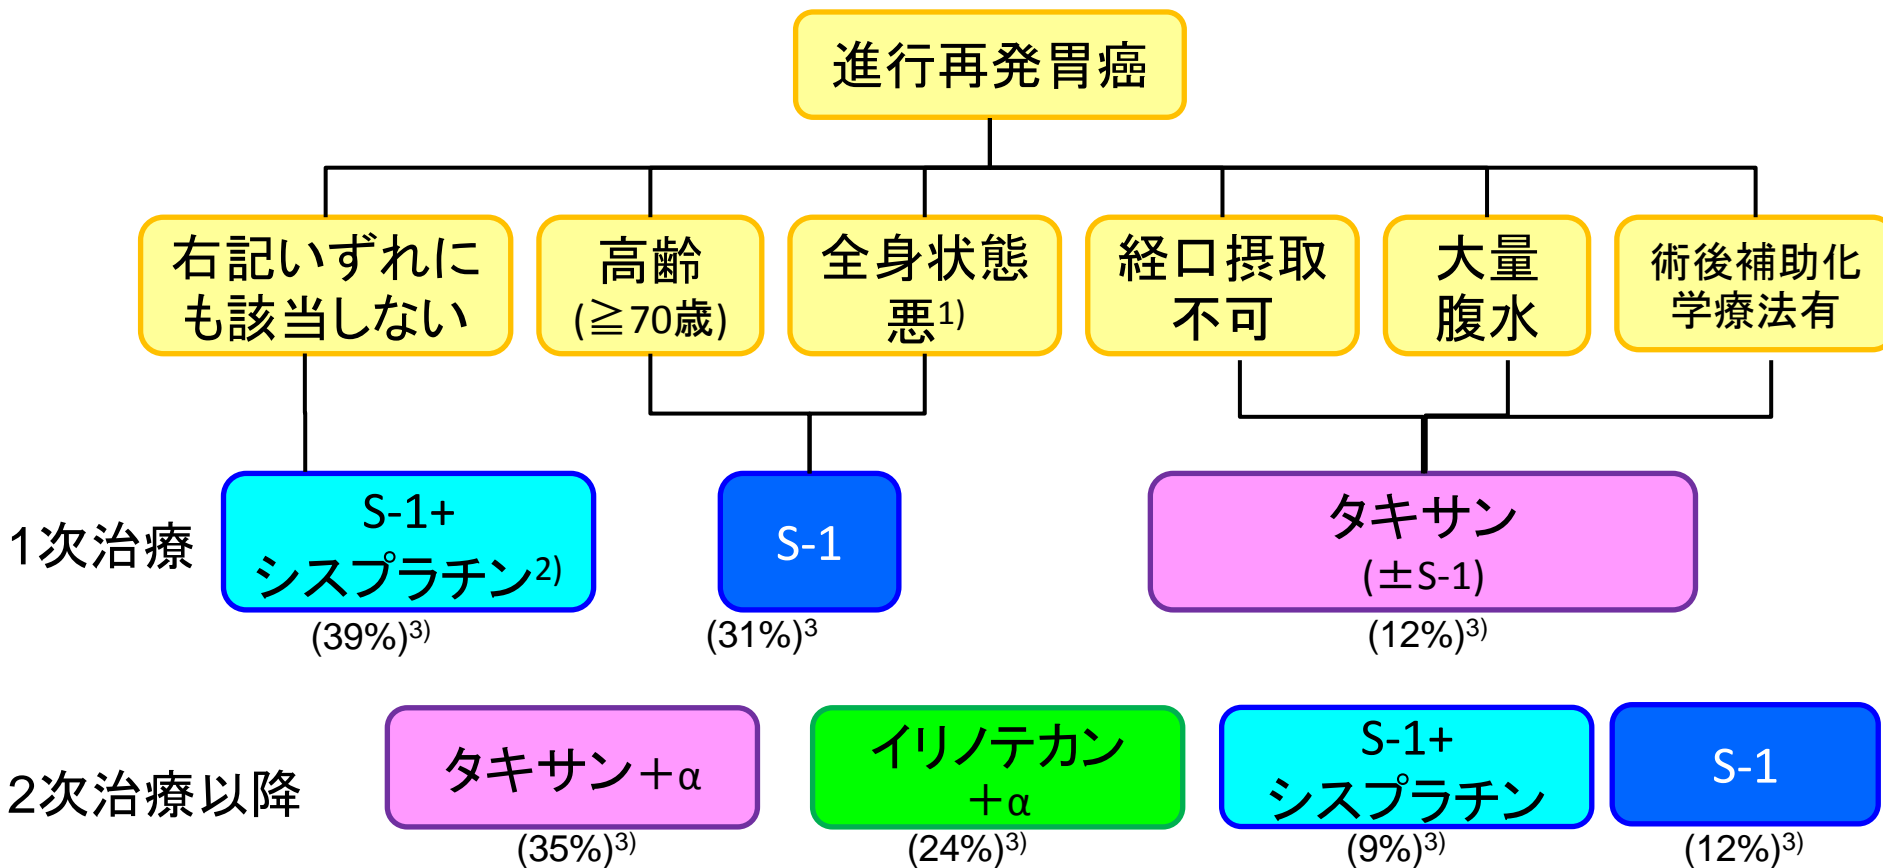 進行再発胃癌
右記いずれに
も該当しない
高齢
(≧70歳)
全身状態
悪1)
経口摂取
不可
大量
腹水
術後補助化
学療法有
1次治療
S-1+
シスプラチン2)
(39%)3)
S-1
(31%)3
タキサン
(±S-1)
(12%)3)
2次治療以降
タキサン+α
(35%)3)
イリノテカン
+α
(24%)3)
S-1+
シスプラチン
(9%)3)
S-1
(12%)3)